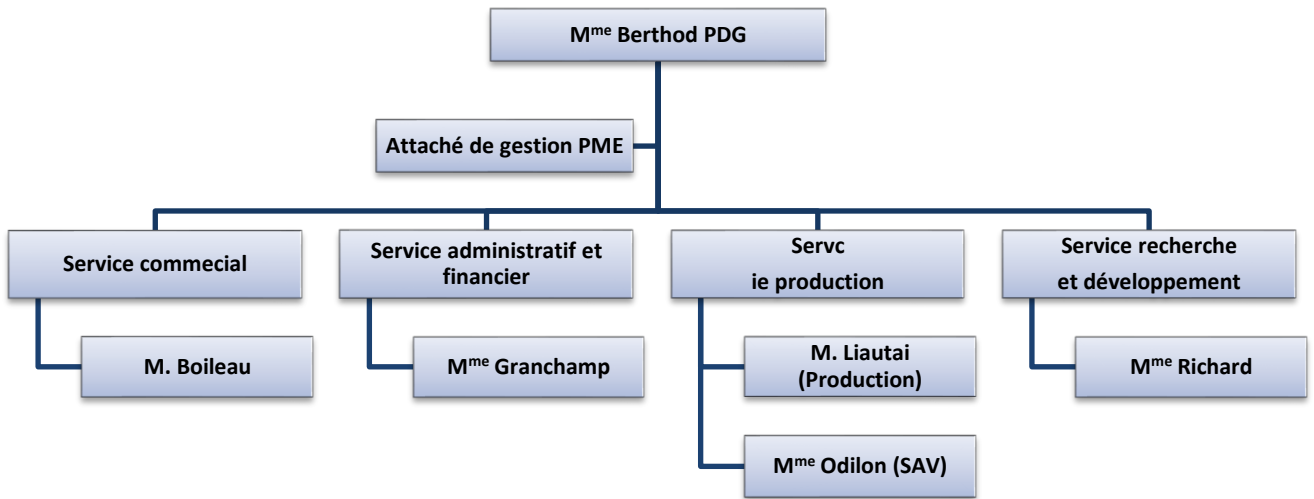 Mme Berthod PDG
Attaché de gestion PME
Service commecial
Service administratif et
financier
Servc
ie production
Service recherche
et développement
M. Boileau
Mme Granchamp
M. Liautai
(Production)
Mme Richard
Mme Odilon (SAV)